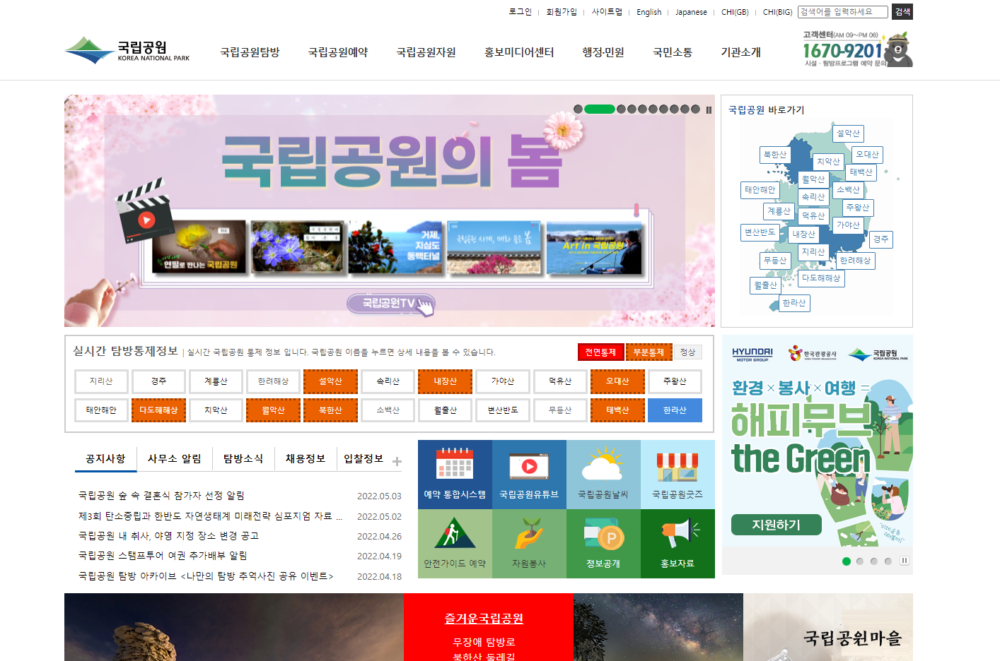 로그인 회원가입 사이트맵 English Japanese CHI(GB) CHI(BIG) 검색어를 입력하세요 검색
국립공원
KOREA NATIONAL PARK
국립공원탐방 국립공원예약 국립공원자원 홍보미디어센터 행정·민원 국민소통 기관소개
고객센터(AM 09~PM 06)
1670-9201
시설 · 탐방프로그램 예약 문의
국립공원의 봄
연필로 만나는 국립공원
거제,
지심도
동백터널
국립공원 사계, 매화 품은 봄
Art in 국립공원
국립공원TV
국립공원 바로가기
설악산
북한산
오대산
치악산
태백산
월악산
태안해안
소백산
속리산
주왕산
계룡산
덕유산
가야산
변산반도
내장산
경주
지리산
무등산
한려해상
다도해해상
월출산
한라산
실시간 탐방통제정보 | 실시간 국립공원 통제 정보 입니다. 국립공원 이름을 누르면 상세 내용을 볼 수 있습니다.
전면통제 부분통제 정상
지리산 경주 계룡산 한려해상 설악산 속리산 내장산 가야산 덕유산 오대산 주왕산
태안해안 다도해해상 치악산 월악산 북한산 소백산 월출산 변산반도 무등산 태백산 한라산
HYUNDAI
MOTOR GROUP
한국관광공사
KOREA TOURISM ORGANIZATION
국립공원
KOREA NATIONAL PARK
환경×봉사×여행=
해피무브
the Green
지원하기
공지사항 사무소 알림 탐방소식 채용정보 입찰정보
국립공원 숲 속 결혼식 참가자 선정 알림 2022.05.03
제3회 탄소중립과 한반도 자연생태계 미래전략 심포지엄 자료 ... 2022.05.02
국립공원 내 취사, 야영 지정 장소 변경 공고 2022.04.26
국립공원 스탬프투어 여권 추가배부 알림 2022.04.19
국립공원 탐방 아카이브 <나만의 탐방 추억사진 공유 이벤트> 2022.04.18
예약 통합시스템 국립공원유튜브 국립공원날씨 국립공원굿즈
안전가이드 예약 자원봉사 정보공개 홍보자료
즐거운국립공원
무장애 탐방로
북한산 둘레길
국립공원마을